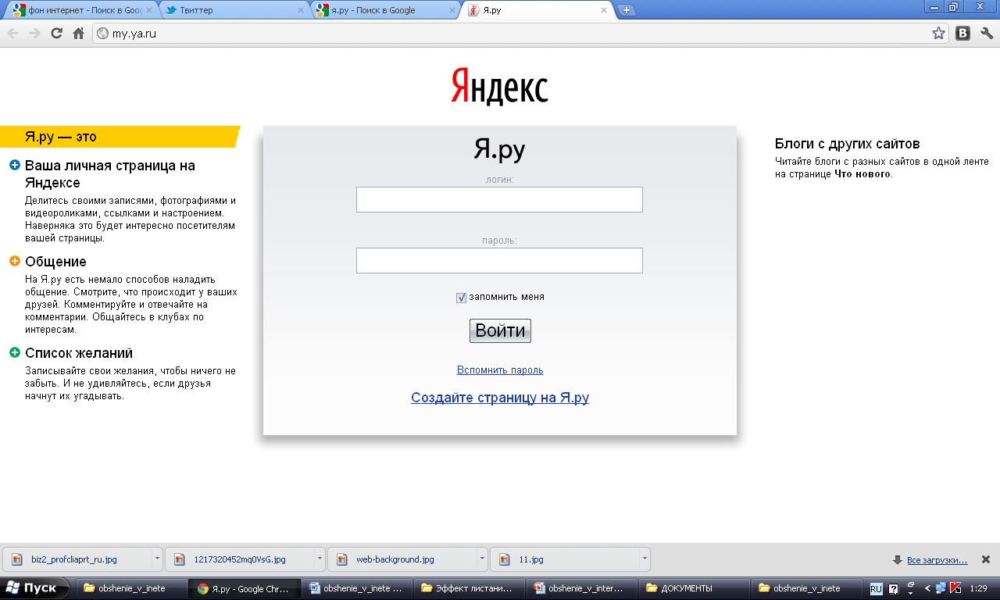 фон интернет - Поиск в Goog
Твиттер
я.ру - Поиск в Google
Я.ру
my.ya.ru
Яндекс
Я.ру — это
Ваша личная страница на
Яндексе
Делитесь своими записями, фотографиями и
видеороликами, ссылками и настроением.
Наверняка это будет интересно посетителям
вашей страницы.
Общение
На Я.ру есть немало способов наладить
общение. Смотрите, что происходит у ваших
друзей. Комментируйте и отвечайте на
комментарии. Общайтесь в клубах по
интересам.
Список желаний
Записывайте свои желания, чтобы ничего не
забыть. И не удивляйтесь, если друзья
начнут их угадывать.
Я.ру
логин:
пароль:
запомнить меня
Войти
Вспомнить пароль
Создайте страницу на Я.ру
Блоги с других сайтов
Читайте блоги с разных сайтов в одной ленте
на странице Что нового.
biz2_profcliaprt_ru.jpg
1217320452mq0VsG.jpg
web-background.jpg
11.jpg
Все загрузки...
Пуск
obshenie_v_inete
Я.ру - Google Chr...
obshenie_v_inete ...
Эффект листани...
obshenie_v_inter...
ДОКУМЕНТЫ
obshenie_v_inete
RU
1:29